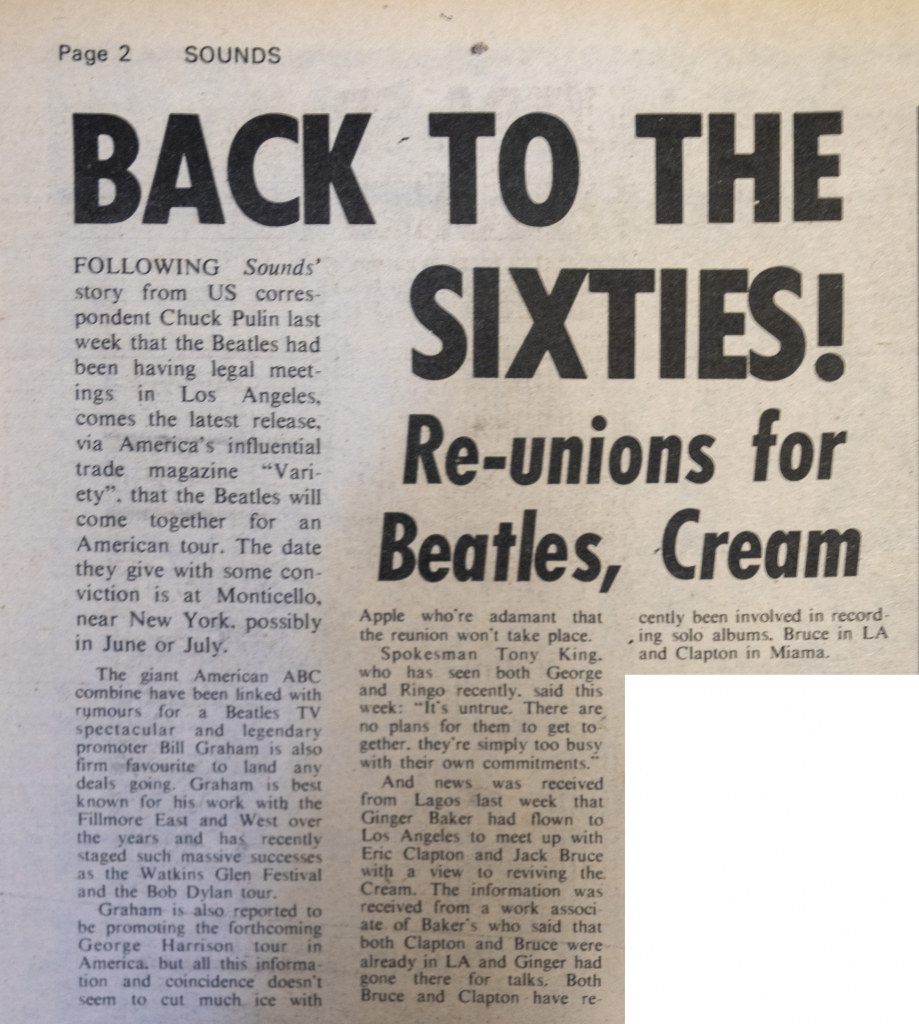 Page 2 SOUNDS
BACK TO THE
SIXTIES!
Re-unions for
Beatles, Cream
FOLLOWING Sounds'
story from US corres-
pondent Chuck Pulin last
week that the Beatles had
been having legal meet-
ings in Los Angeles,
comes the latest release,
via America's influential
trade magazine "Vari-
ety", that the Beatles will
come together for an
American tour. The date
they give with some con-
viction is at Monticello,
near New York, possibly
in June or July.
The giant American ABC
combine have been linked with
rumours for a Beatles TV
spectacular and legendary
promoter Bill Graham is also
firm favourite to land any
deals going. Graham is best
known for his work with the
Fillmore East and West over
the years and has recently
staged such massive successes
as the Watkins Glen Festival
and the Bob Dylan tour.
Graham is also reported to
be promoting the forthcoming
George Harrison tour in
America, but all this informa-
tion and coincidence doesn't
seem to cut much ice with
Apple who're adamant that
the reunion won't take place.
Spokesman Tony King,
who has seen both George
and Ringo recently, said this
week: "It's untrue. There are
no plans for them to get to-
gether, they're simply too busy
with their own commitments."
And news was received
from Lagos last week that
Ginger Baker had flown to
Los Angeles to meet up with
Eric Clapton and Jack Bruce
with a view to reviving the
Cream. The information was
received from a work associ-
ate of Baker's who said that
both Clapton and Bruce were
already in LA and Ginger had
gone there for talks. Both
Bruce and Clapton have re-
cently been involved in record-
ing solo albums, Bruce in LA
and Clapton in Miama.